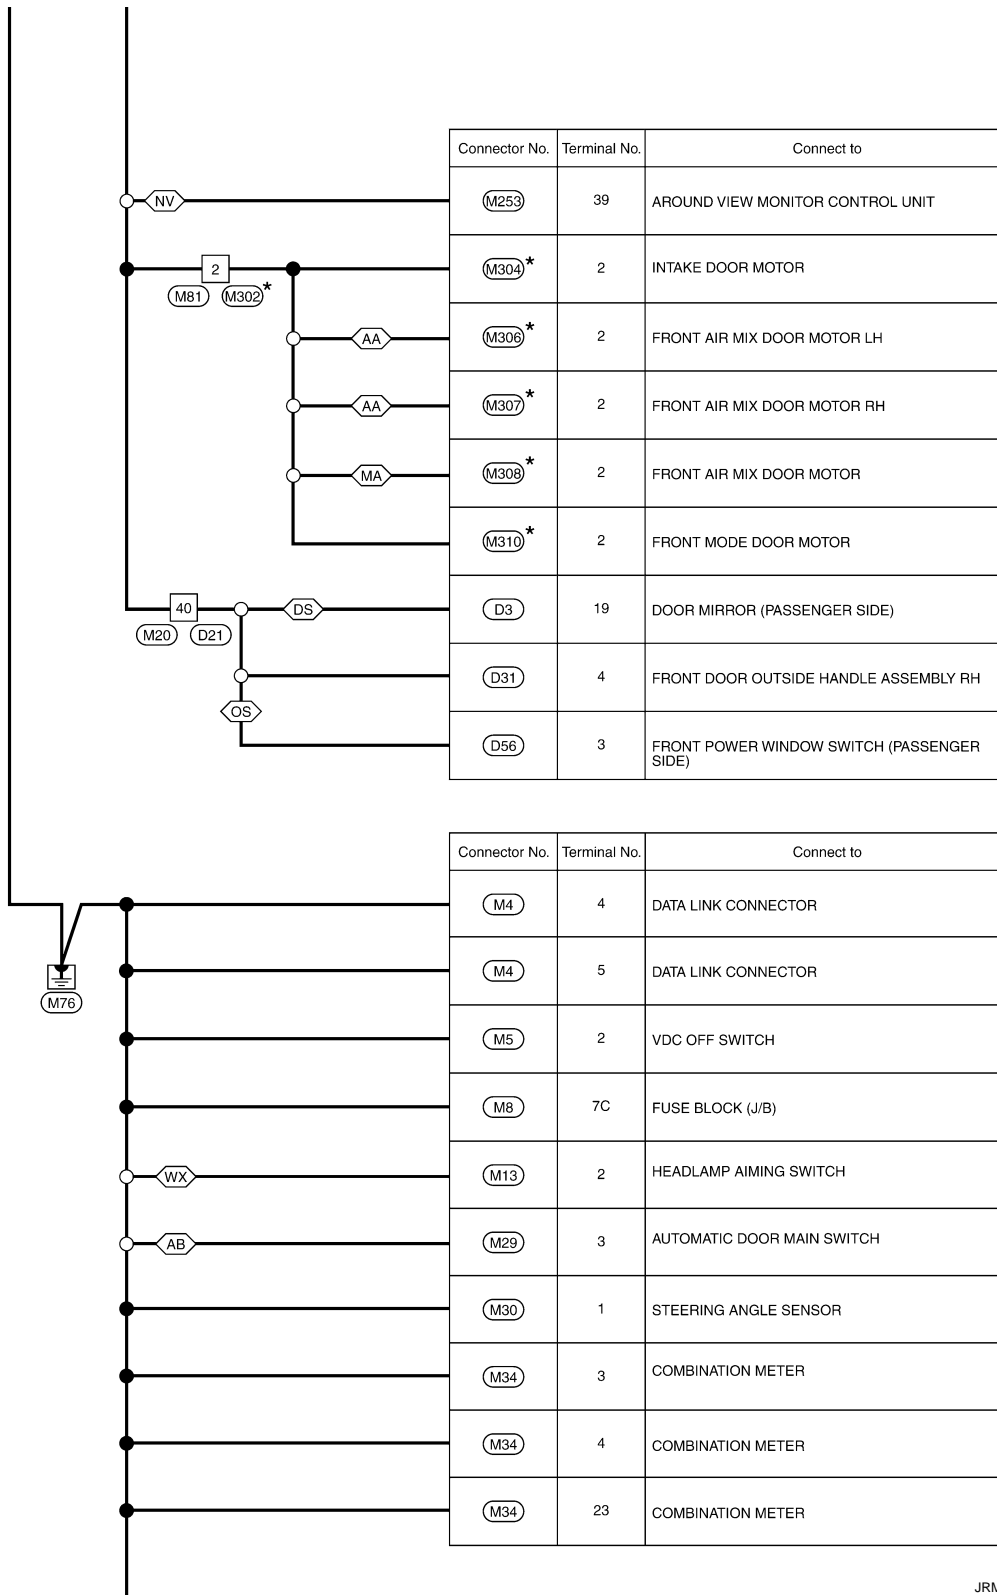 Connector No. Terminal No. Connect to
NV M253 39 AROUND VIEW MONITOR CONTROL UNIT
2 M304* 2 INTAKE DOOR MOTOR
M81 M302*
AA M306* 2 FRONT AIR MIX DOOR MOTOR LH
AA M307* 2 FRONT AIR MIX DOOR MOTOR RH
MA M308* 2 FRONT AIR MIX DOOR MOTOR
M310* 2 FRONT MODE DOOR MOTOR
40 DS D3 19 DOOR MIRROR (PASSENGER SIDE)
M20 D21
D31 4 FRONT DOOR OUTSIDE HANDLE ASSEMBLY RH
OS
D56 3 FRONT POWER WINDOW SWITCH (PASSENGER
SIDE)
Connector No. Terminal No. Connect to
M4 4 DATA LINK CONNECTOR
M4 5 DATA LINK CONNECTOR
M76
M5 2 VDC OFF SWITCH
M8 7C FUSE BLOCK (J/B)
WX M13 2 HEADLAMP AIMING SWITCH
AB M29 3 AUTOMATIC DOOR MAIN SWITCH
M30 1 STEERING ANGLE SENSOR
M34 3 COMBINATION METER
M34 4 COMBINATION METER
M34 23 COMBINATION METER
JRM